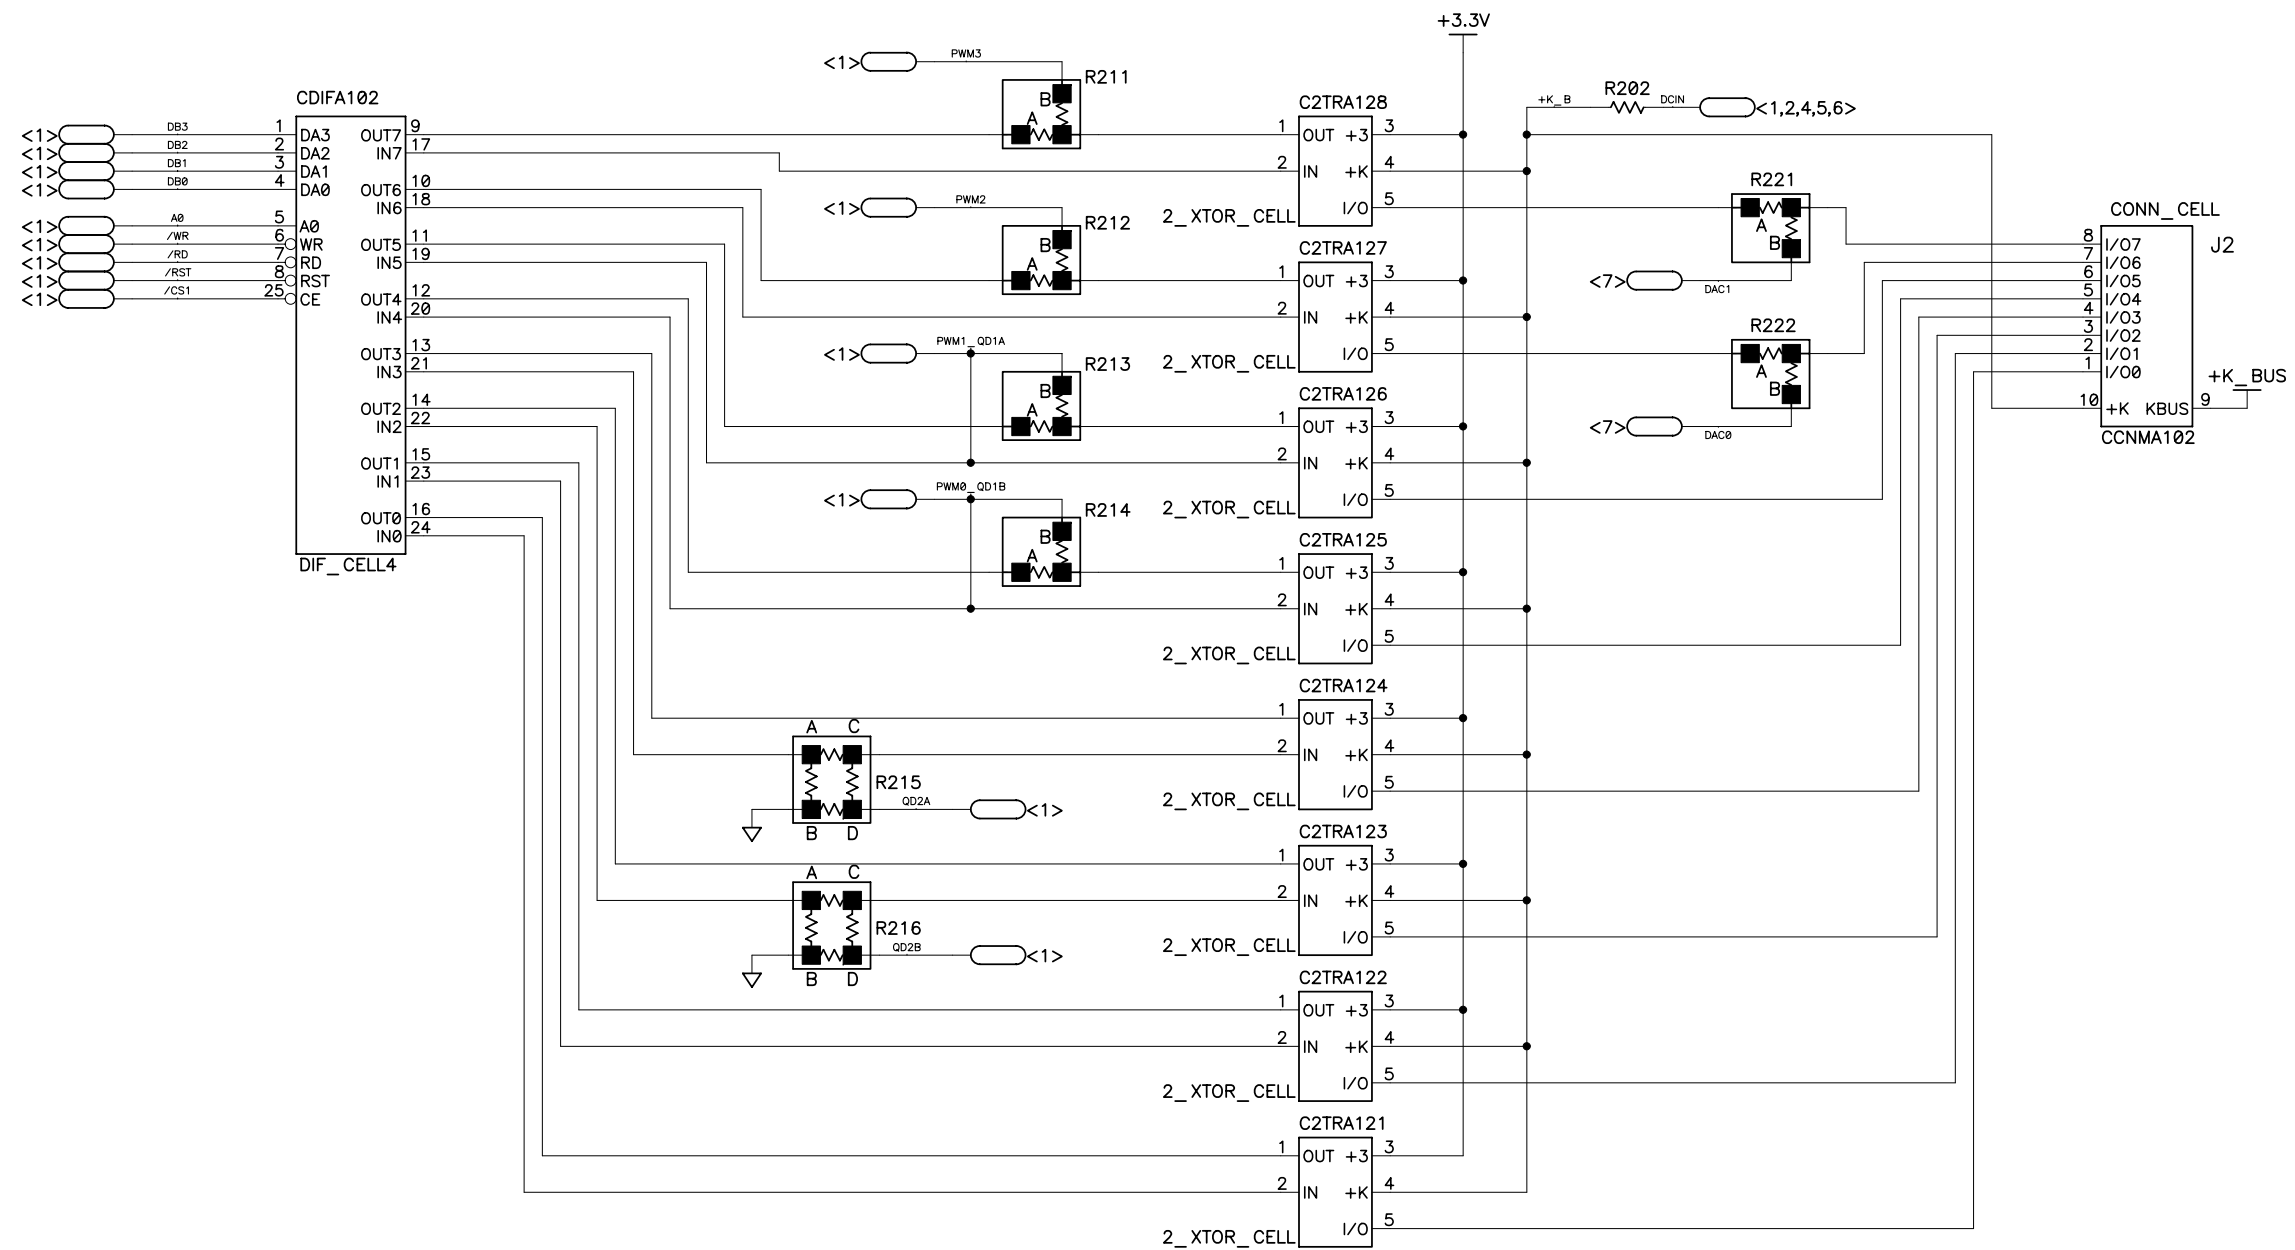 +3.3V
<1> PWM3
R211
B
A
CDIFA102
<1> DB3 1 DA3
<1> DB2 2 DA2
<1> DB1 3 DA1
<1> DB0 4 DA0
<1> A0 5 A0
<1> /WR 6 WR
<1> /RD 7 RD
<1> /RST 8 RST
<1> /CS1 25 CE
OUT7 9
IN7 17
OUT6 10
IN6 18
OUT5 11
IN5 19
OUT4 12
IN4 20
OUT3 13
IN3 21
OUT2 14
IN2 22
OUT1 15
IN1 23
OUT0 16
IN0 24
DIF_CELL4
<1> PWM2
R212
B
A
<1> PWM1_QD1A
R213
B
A
<1> PWM0_QD1B
R214
B
A
A C
R215
QD2A <1>
B D
A C
R216
QD2B <1>
B D
C2TRA128
1 OUT +3 3
2 IN +K 4
I/O 5
2_XTOR_CELL
C2TRA127
1 OUT +3 3
2 IN +K 4
I/O 5
2_XTOR_CELL
C2TRA126
1 OUT +3 3
2 IN +K 4
I/O 5
2_XTOR_CELL
C2TRA125
1 OUT +3 3
2 IN +K 4
I/O 5
2_XTOR_CELL
C2TRA124
1 OUT +3 3
2 IN +K 4
I/O 5
2_XTOR_CELL
C2TRA123
1 OUT +3 3
2 IN +K 4
I/O 5
2_XTOR_CELL
C2TRA122
1 OUT +3 3
2 IN +K 4
I/O 5
2_XTOR_CELL
C2TRA121
1 OUT +3 3
2 IN +K 4
I/O 5
2_XTOR_CELL
+K_B R202 DCIN <1,2,4,5,6>
R221
A
B
<7> DAC1
R222
A
B
<7> DAC0
CONN_CELL
J2
8 I/O7
7 I/O6
6 I/O5
5 I/O4
4 I/O3
3 I/O2
2 I/O1
1 I/O0
10 +K KBUS 9
+K_BUS
CCNMA102